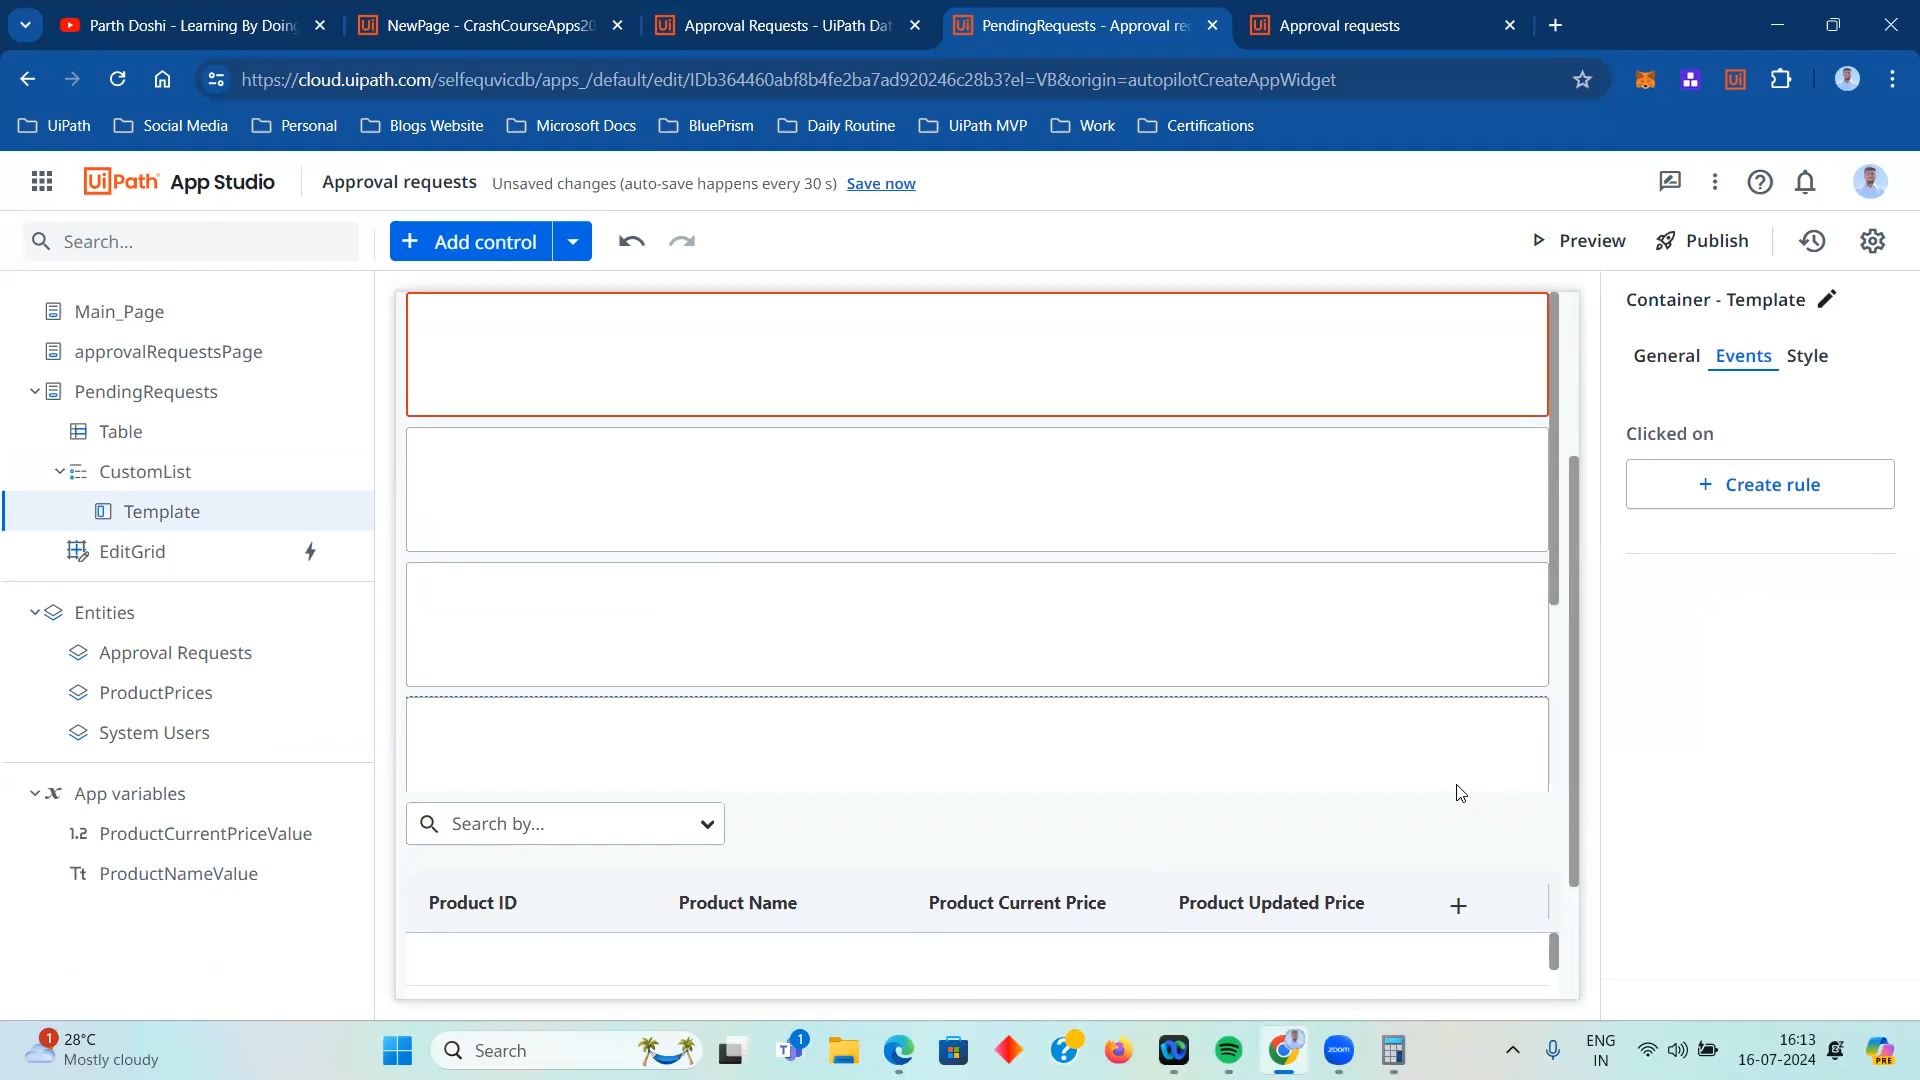 Parth Doshi - Learning By Doing
NewPage - CrashCourseApps20
Approval Requests - UiPath Dat
PendingRequests - Approval re
Approval requests
https://cloud.uipath.com/selfequvicdb/apps_/default/edit/IDb364460abf8b4fe2ba7ad920246c28b3?el=VB&origin=autopilotCreateAppWidget
UiPath
Social Media
Personal
Blogs Website
Microsoft Docs
BluePrism
Daily Routine
UiPath MVP
Work
Certifications
UiPath App Studio
Approval requests
Unsaved changes (auto-save happens every 30 s) Save now
Search...
+ Add control
Preview
Publish
Main_Page
approvalRequestsPage
PendingRequests
Table
CustomList
Template
EditGrid
Entities
Approval Requests
ProductPrices
System Users
App variables
1.2 ProductCurrentPriceValue
Tt ProductNameValue
Search by...
Product ID
Product Name
Product Current Price
Product Updated Price
+
Container - Template
General
Events
Style
Clicked on
+ Create rule
1
28°C
Mostly cloudy
Search
1
zoom
ENG
IN
16:13
16-07-2024
PRE